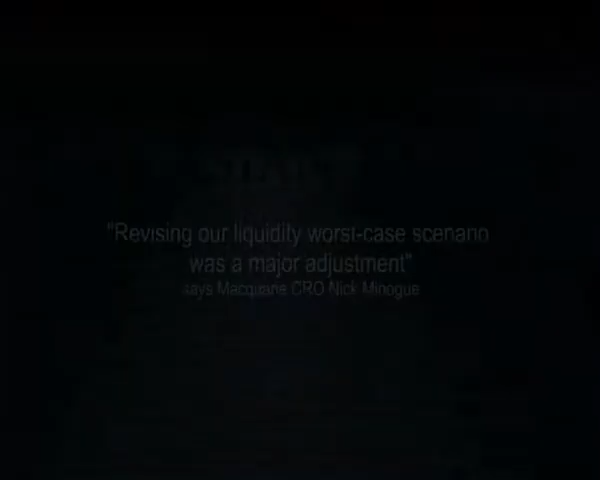 "Revising our liquidity worst-case scenario
was a major adjustment"
says Macquarie CRO Nick Minogue